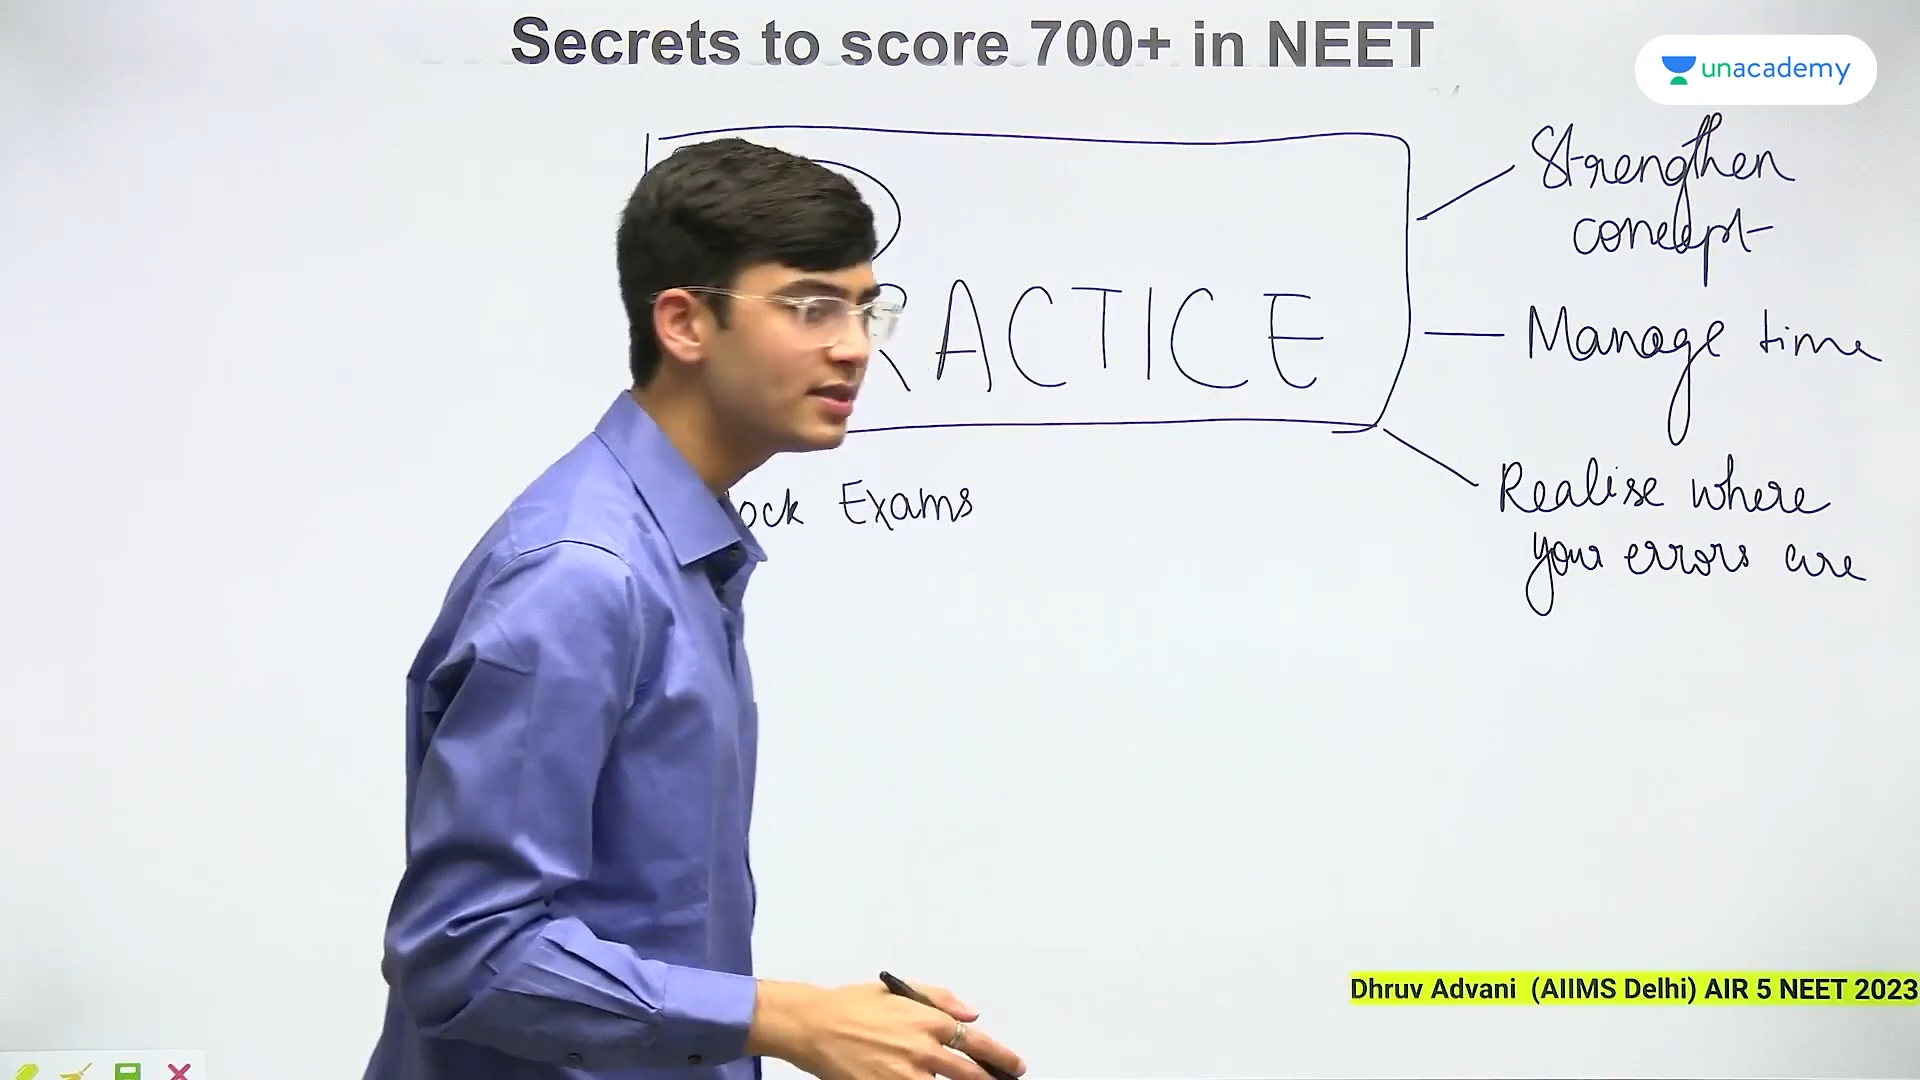 Secrets to score 700+ in NEET
unacademy
Strengthen
concept
RACTICE
Manage time
ock Exams
Realise where
your errors are
Dhruv Advani (AIIMS Delhi) AIR 5 NEET 2023